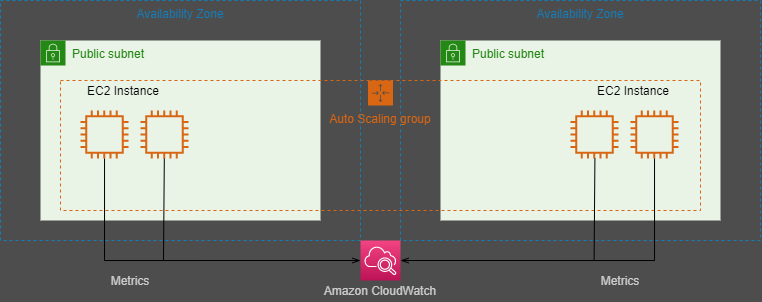 Availability Zone
Availability Zone
Public subnet
Public subnet
EC2 Instance
EC2 Instance
Auto Scaling group
Metrics
Metrics
Amazon CloudWatch